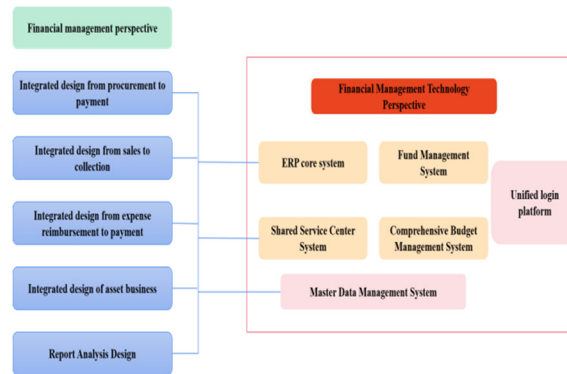 Financial management perspective
Integrated design from procurement to
payment
Integrated design from sales to
collection
Integrated design from expense
reimbursement to payment
Integrated design of asset business
Report Analysis Design
Financial Management Technology
Perspective
ERP core system
Fund Management
System
Unified login
platform
Shared Service Center
System
Comprehensive Budget
Management System
Master Data Management System